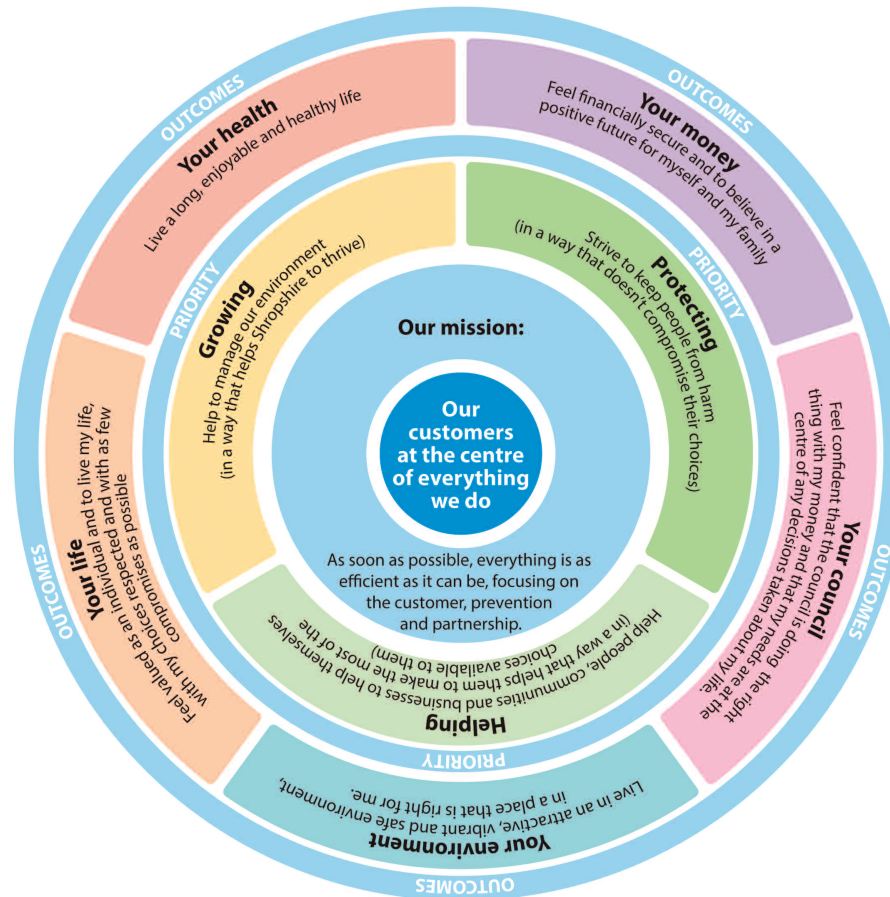 OUTCOMES
Your health
Live a long, enjoyable and healthy life
OUTCOMES
Your money
Feel financially secure and to believe in a
positive future for myself and my family
OUTCOMES
Your council
Feel confident that the council is doing the right
thing with my money and that my needs are at the
centre of any decisions taken about my life.
OUTCOMES
Your environment
Live in an attractive, vibrant and safe environment,
in a place that is right for me.
OUTCOMES
Your life
Feel valued as an individual and to live my life,
with my choices respected and with as few
compromises as possible
PRIORITY
Growing
Help to manage our environment
(in a way that helps Shropshire to thrive)
PRIORITY
Protecting
Strive to keep people from harm
(in a way that doesn't compromise their choices)
PRIORITY
Helping
Help people, communities and businesses to help themselves
(in a way that helps them to make the most of the
choices available to them)
Our mission:
Our
customers
at the centre
of everything
we do
As soon as possible, everything is as
efficient as it can be, focusing on
the customer, prevention
and partnership.